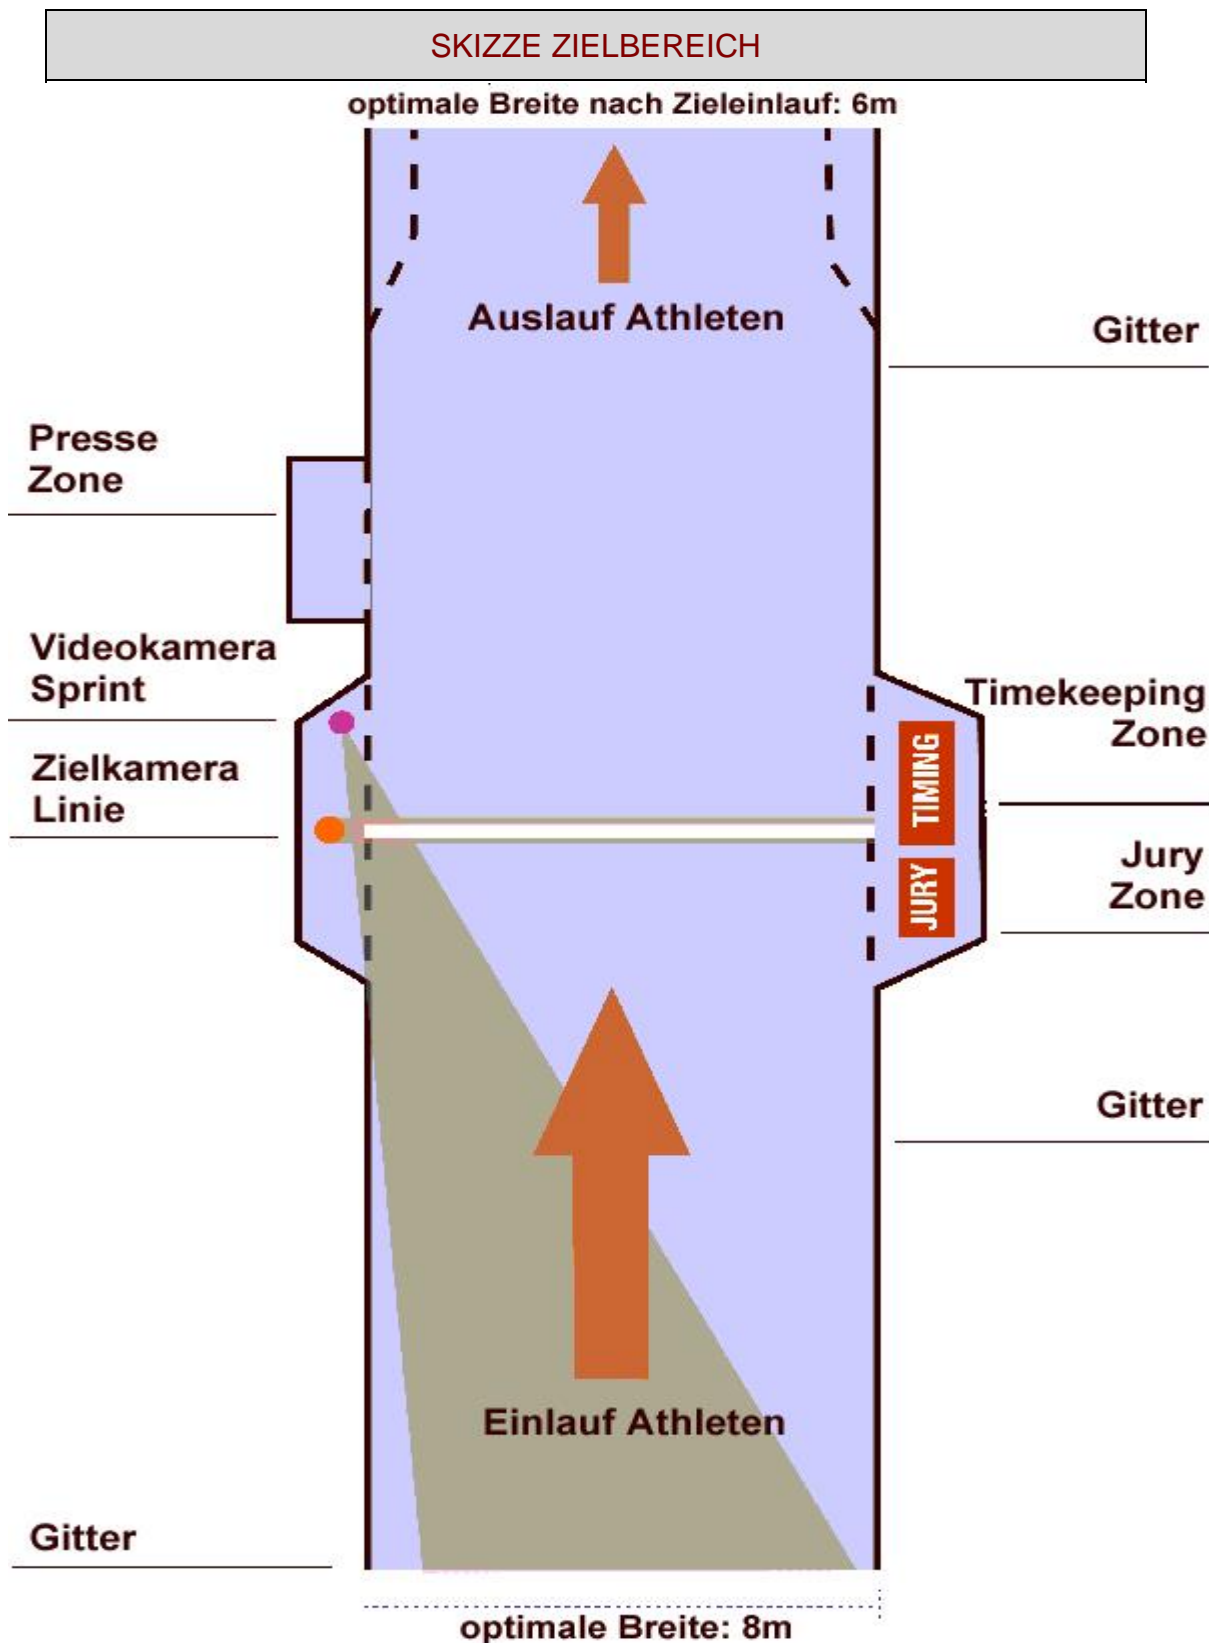 SKIZZE ZIELBEREICH
optimale Breite nach Zieleinlauf: 6m
Auslauf Athleten
Gitter
Presse
Zone
Videokamera
Sprint
Zielkamera
Linie
Timekeeping
Zone
TIMING
JURY
Jury
Zone
Gitter
Einlauf Athleten
Gitter
optimale Breite: 8m